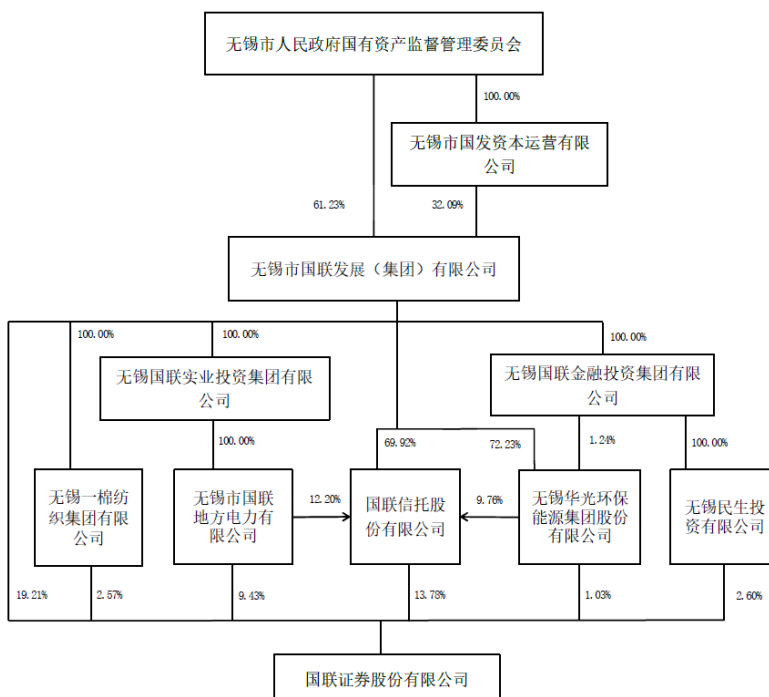 无锡市人民政府国有资产监督管理委员会
100.00%
无锡市国发资本运营有限
公司
61.23%
32.09%
无锡市国联发展（集团）有限公司
100.00%
100.00%
100.00%
无锡国联实业投资集团有限
公司
无锡国联金融投资集团有限
公司
100.00%
69.92%
72.23%
1.24%
100.00%
无锡一棉纺
织集团有限
公司
无锡市国联
地方电力有
限公司
12.20%
国联信托股
份有限公司
9.76%
无锡华光环保
能源集团股份
有限公司
无锡民生投
资有限公司
19.21%
2.57%
9.43%
13.78%
1.03%
2.60%
国联证券股份有限公司